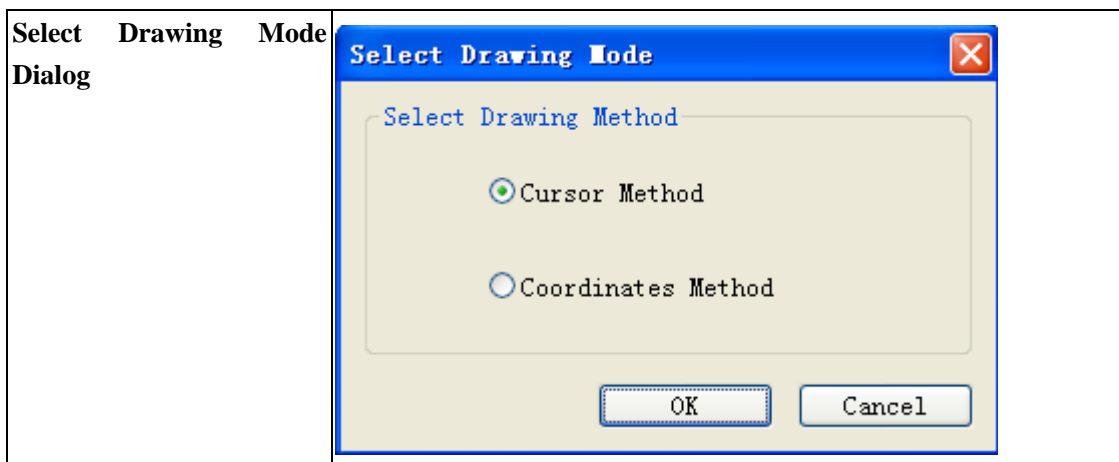 Select Drawing Mode
Dialog
Select Drawing Mode
Select Drawing Method
Cursor Method
Coordinates Method
OK
Cancel